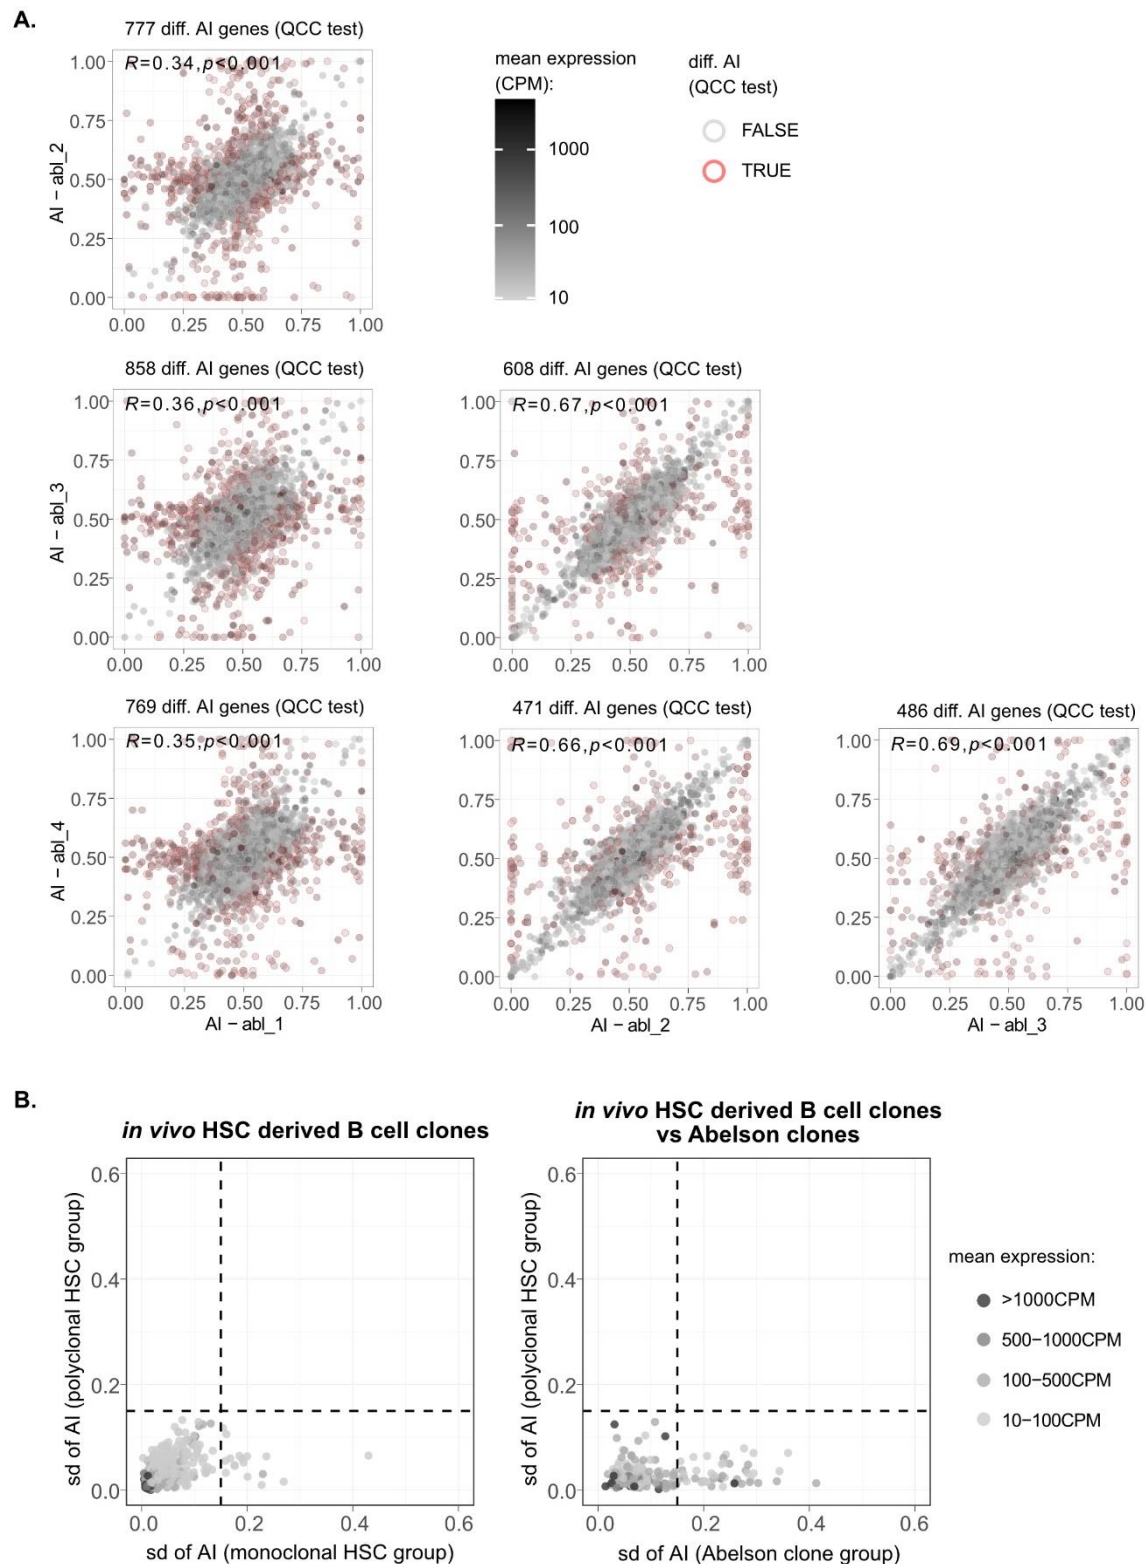 A.
777 diff. AI genes (QCC test)
R=0.34,p<0.001
1.00
0.75
0.50
0.25
0.00
AI − abl_2
0.00 0.25 0.50 0.75 1.00
mean expression
(CPM):
1000
100
10
diff. AI
(QCC test)
FALSE
TRUE
858 diff. AI genes (QCC test)
R=0.36,p<0.001
1.00
0.75
0.50
0.25
0.00
AI − abl_3
0.00 0.25 0.50 0.75 1.00
608 diff. AI genes (QCC test)
R=0.67,p<0.001
1.00
0.75
0.50
0.25
0.00
0.00 0.25 0.50 0.75 1.00
769 diff. AI genes (QCC test)
R=0.35,p<0.001
1.00
0.75
0.50
0.25
0.00
AI − abl_4
0.00 0.25 0.50 0.75 1.00
AI − abl_1
471 diff. AI genes (QCC test)
R=0.66,p<0.001
1.00
0.75
0.50
0.25
0.00
0.00 0.25 0.50 0.75 1.00
AI − abl_2
486 diff. AI genes (QCC test)
R=0.69,p<0.001
1.00
0.75
0.50
0.25
0.00
0.00 0.25 0.50 0.75 1.00
AI − abl_3
B.
in vivo HSC derived B cell clones
0.6
0.4
0.2
0.0
sd of AI (polyclonal HSC group)
0.0 0.2 0.4 0.6
sd of AI (monoclonal HSC group)
in vivo HSC derived B cell clones
vs Abelson clones
0.6
0.4
0.2
0.0
sd of AI (polyclonal HSC group)
0.0 0.2 0.4 0.6
sd of AI (Abelson clone group)
mean expression:
>1000CPM
500−1000CPM
100−500CPM
10−100CPM